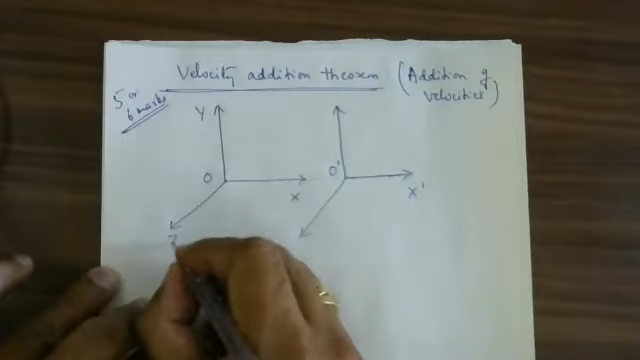 Velocity addition theorem (Addition of
velocities)
5 or
6 marks
Y
O O'
X X'
Z